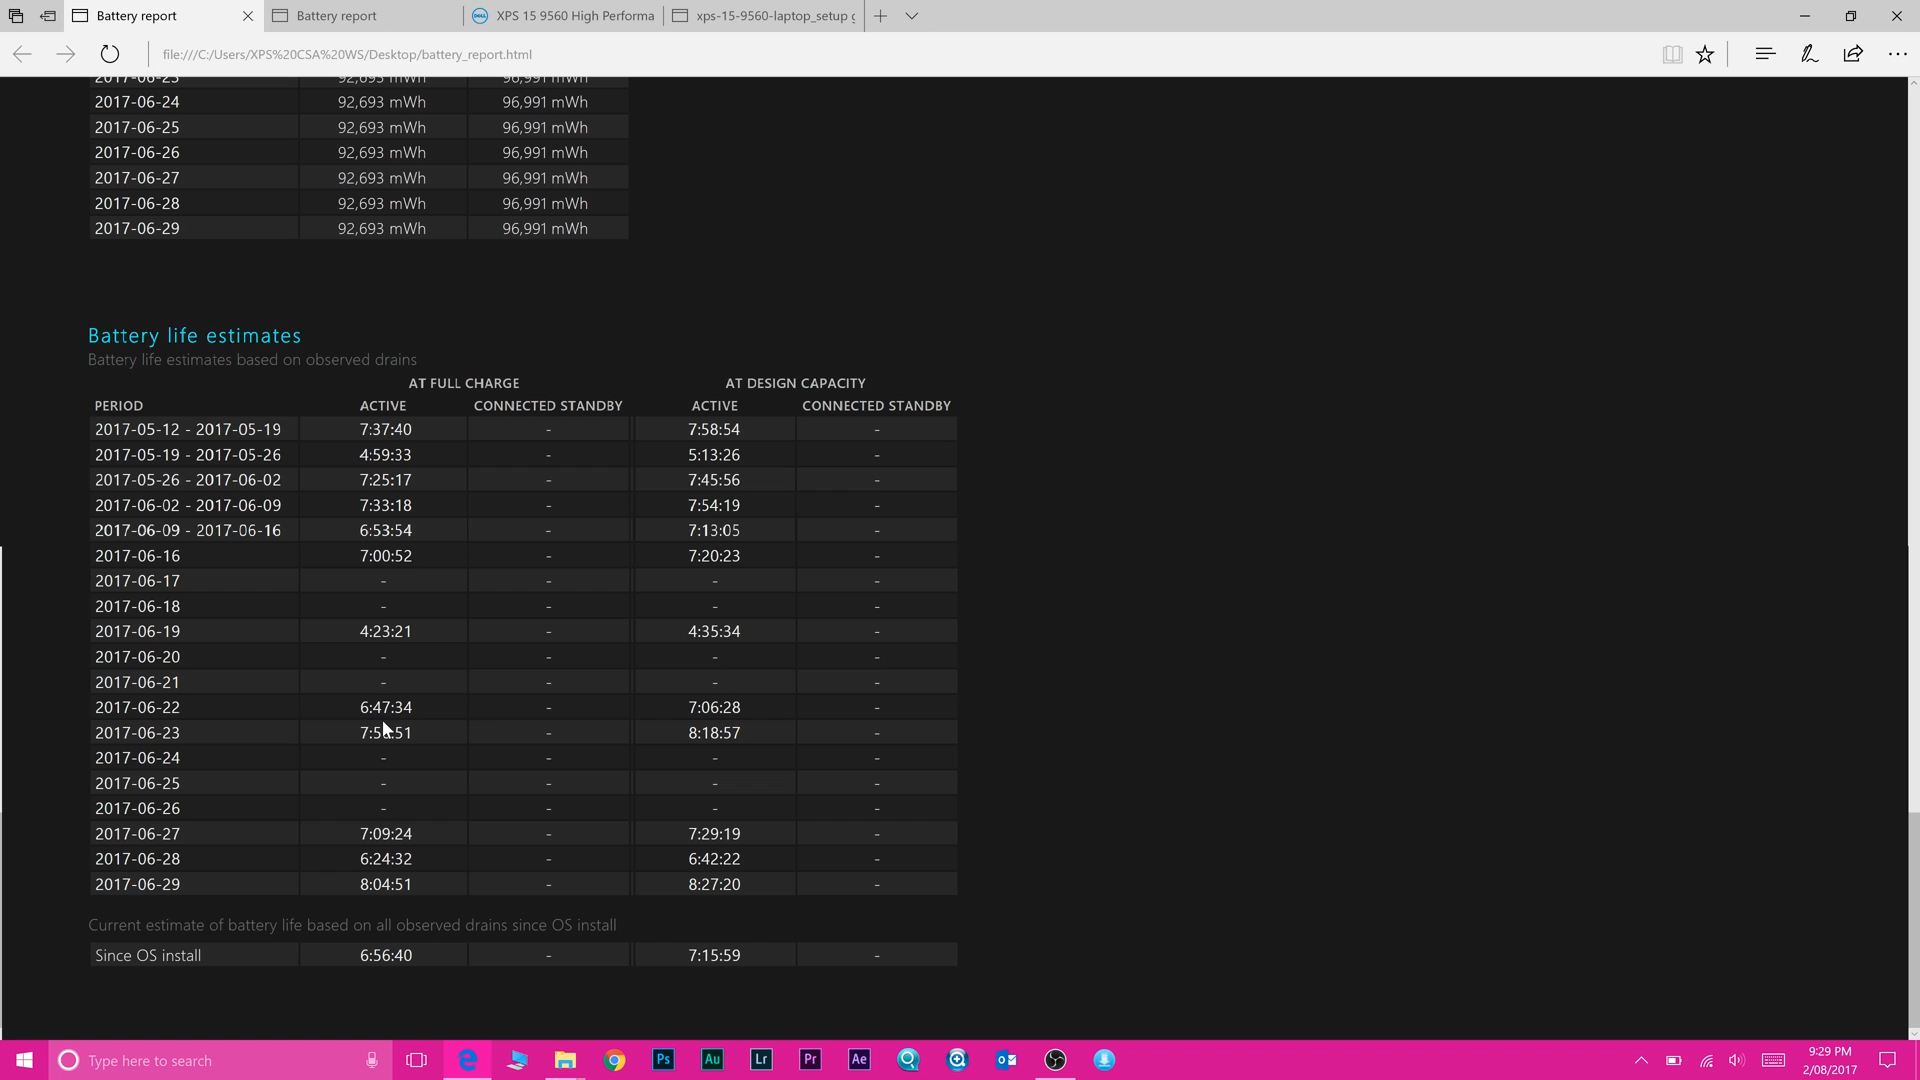 Battery report
Battery report
XPS 15 9560 High Performa
xps-15-9560-laptop_setup g
file:///C:/Users/XPS%20CSA%20WS/Desktop/battery_report.html
2017-06-23 92,693 mWh 96,991 mWh
2017-06-24 92,693 mWh 96,991 mWh
2017-06-25 92,693 mWh 96,991 mWh
2017-06-26 92,693 mWh 96,991 mWh
2017-06-27 92,693 mWh 96,991 mWh
2017-06-28 92,693 mWh 96,991 mWh
2017-06-29 92,693 mWh 96,991 mWh
Battery life estimates
Battery life estimates based on observed drains
AT FULL CHARGE AT DESIGN CAPACITY
PERIOD ACTIVE CONNECTED STANDBY ACTIVE CONNECTED STANDBY
2017-05-12 - 2017-05-19 7:37:40 - 7:58:54 -
2017-05-19 - 2017-05-26 4:59:33 - 5:13:26 -
2017-05-26 - 2017-06-02 7:25:17 - 7:45:56 -
2017-06-02 - 2017-06-09 7:33:18 - 7:54:19 -
2017-06-09 - 2017-06-16 6:53:54 - 7:13:05 -
2017-06-16 7:00:52 - 7:20:23 -
2017-06-17 - - - -
2017-06-18 - - - -
2017-06-19 4:23:21 - 4:35:34 -
2017-06-20 - - - -
2017-06-21 - - - -
2017-06-22 6:47:34 - 7:06:28 -
2017-06-23 - 8:18:57 -
2017-06-24 - - - -
2017-06-25 - - - -
2017-06-26 - - - -
2017-06-27 7:09:24 - 7:29:19 -
2017-06-28 6:24:32 - 6:42:22 -
2017-06-29 8:04:51 - 8:27:20 -
Current estimate of battery life based on all observed drains since OS install
Since OS install 6:56:40 - 7:15:59 -
Type here to search
Ps
Au
Lr
Pr
Ae
9:29 PM
2/08/2017